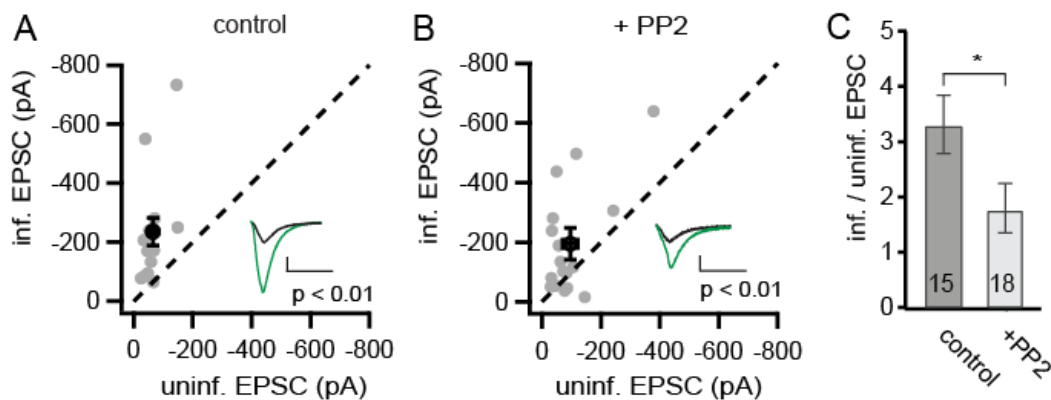 A
control
inf. EPSC (pA)
-800
-600
-400
-200
0
p < 0.01
0 -200 -400 -600 -800
uninf. EPSC (pA)
B
+ PP2
inf. EPSC (pA)
-800
-600
-400
-200
0
p < 0.01
0 -200 -400 -600 -800
uninf. EPSC (pA)
C
inf. / uninf. EPSC
5
4
3
2
1
0
*
15
18
control
+PP2